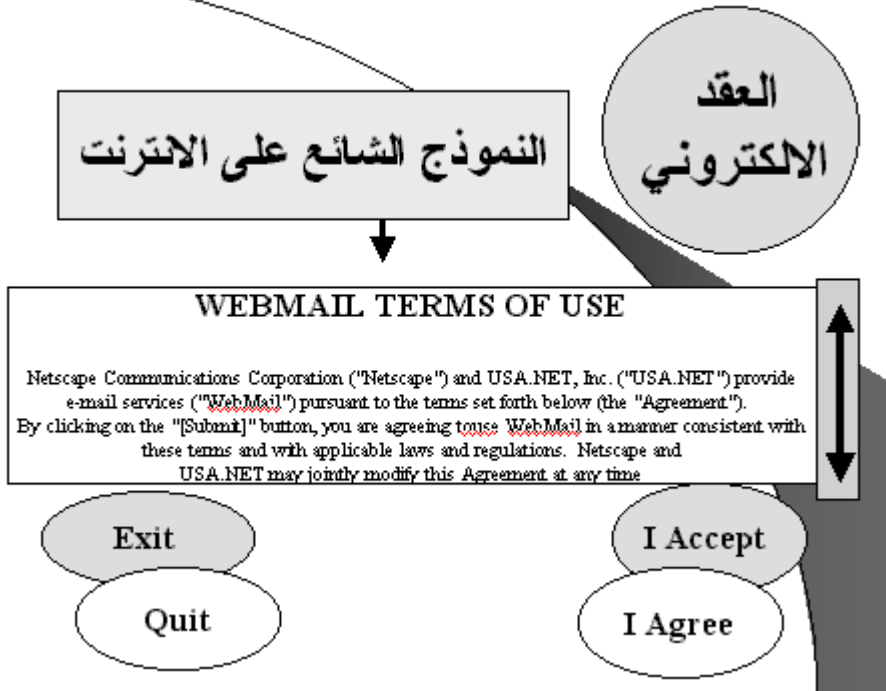 العقد
الالكتروني
النموذج الشائع على الانترنت
WEBMAIL TERMS OF USE
Netscape Communications Corporation ("Netscape") and USA.NET, Inc. ("USA.NET") provide
e-mail services ("WebMail") pursuant to the terms set forth below (the "Agreement").
By clicking on the "[Submit]" button, you are agreeing touse WebMail in a manner consistent with
these terms and with applicable laws and regulations. Netscape and
USA.NET may jointly modify this Agreement at any time
Exit
I Accept
Quit
I Agree